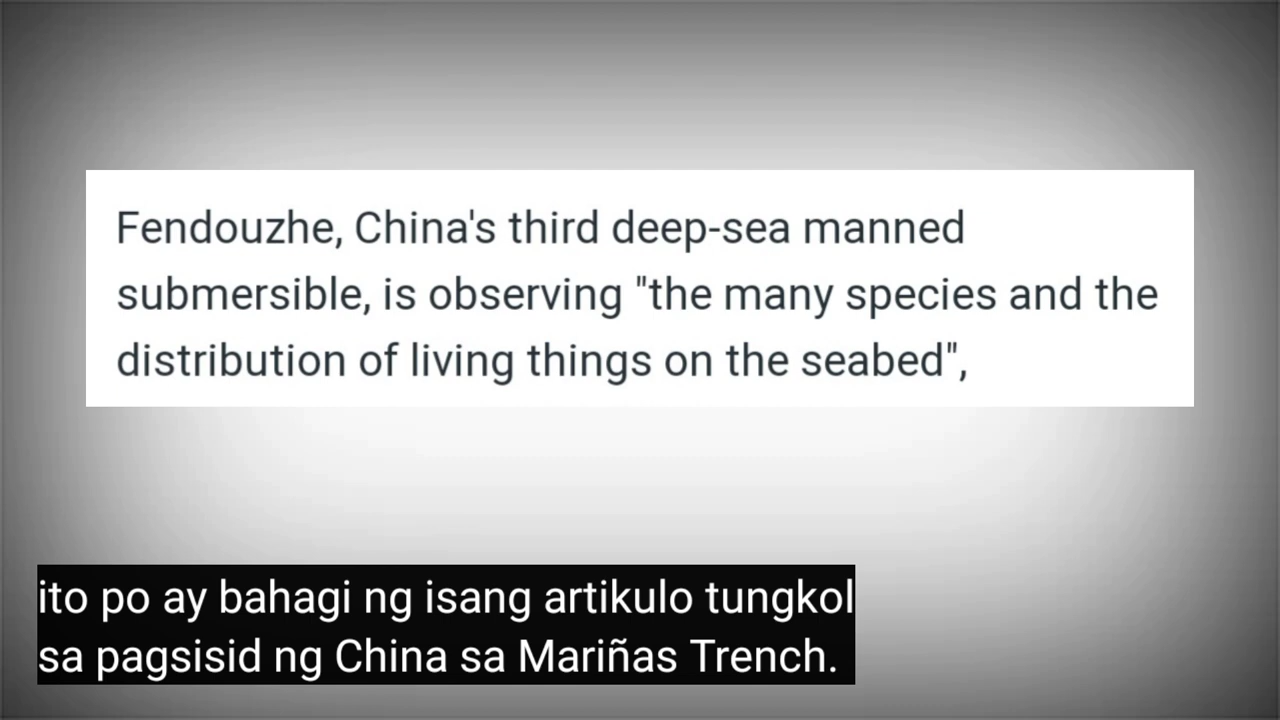 Fendouzhe, China's third deep-sea manned
submersible, is observing "the many species and the
distribution of living things on the seabed",
ito po ay bahagi ng isang artikulo tungkol
sa pagsisid ng China sa Mariñas Trench.